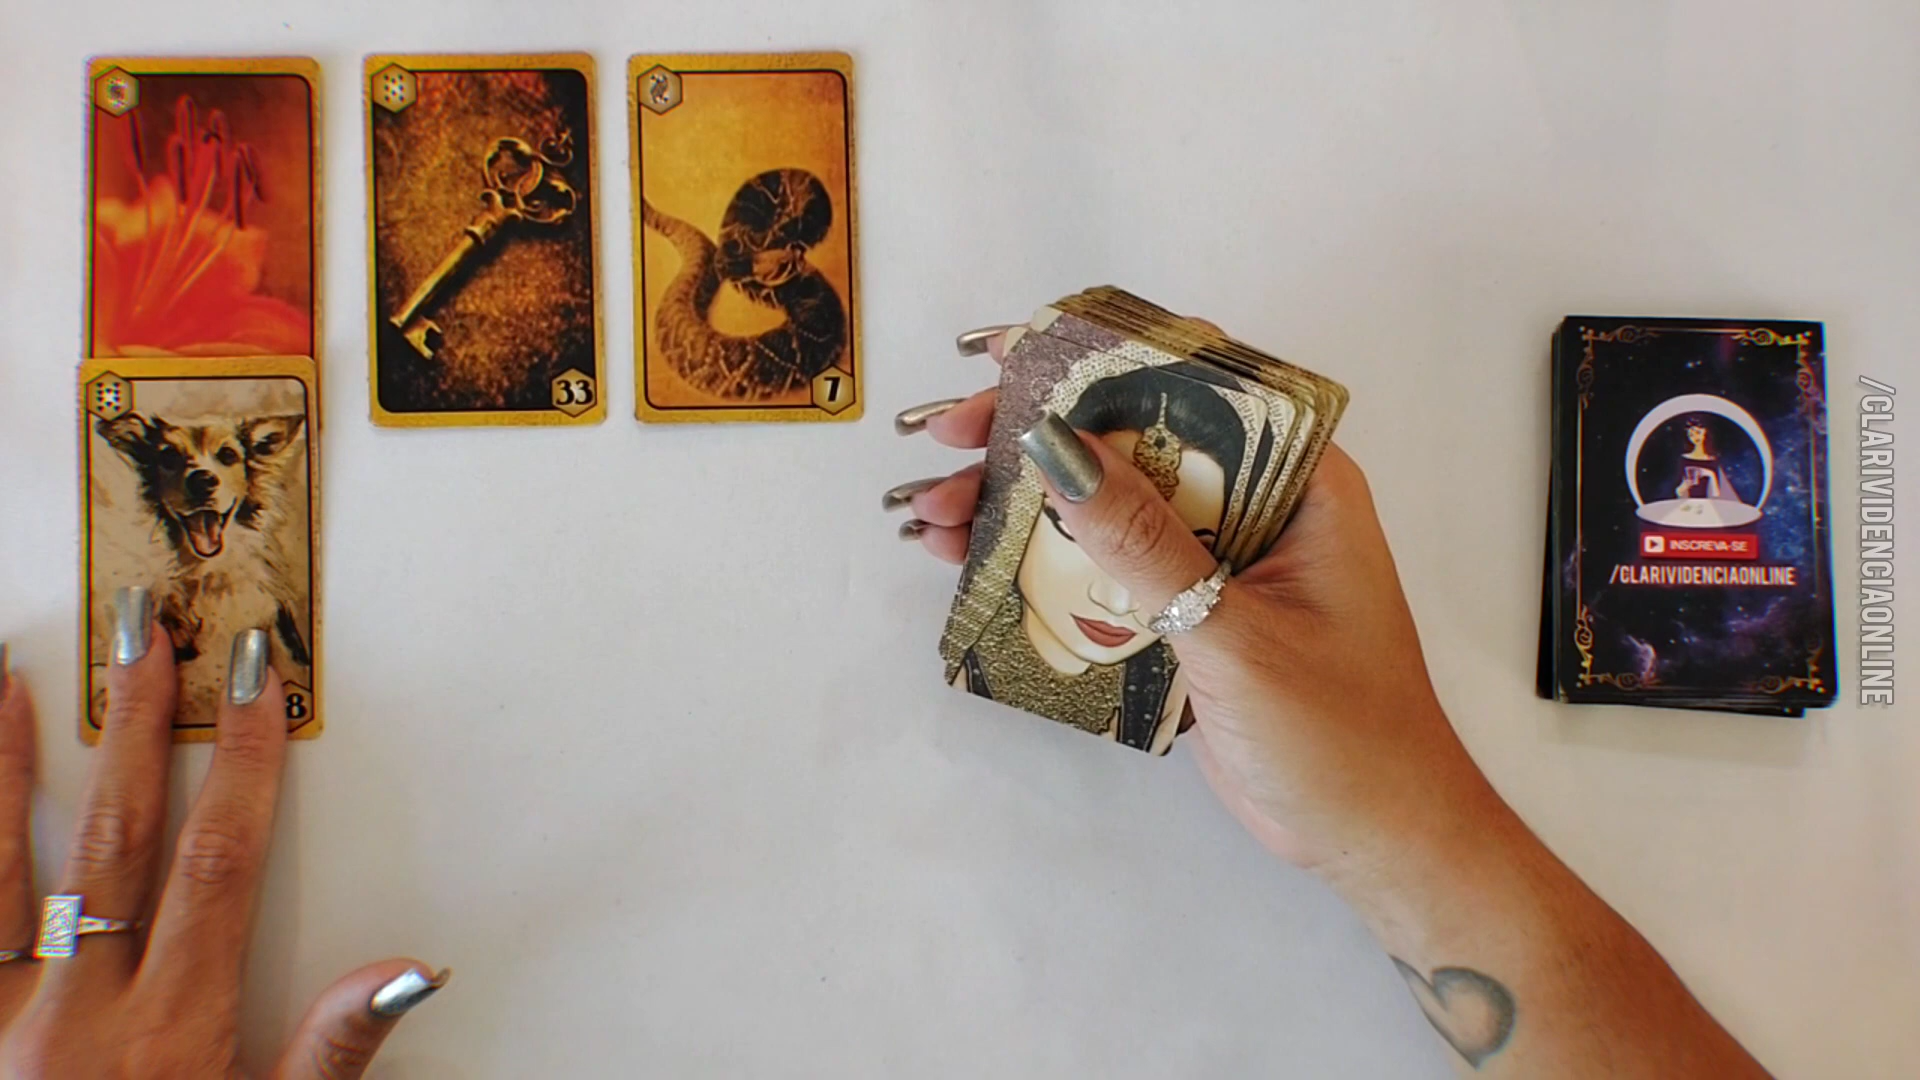 33
7
8
INSCREVA-SE
/CLARIVIDENCIAONLINE
/CLARIVIDENCIAONLINE